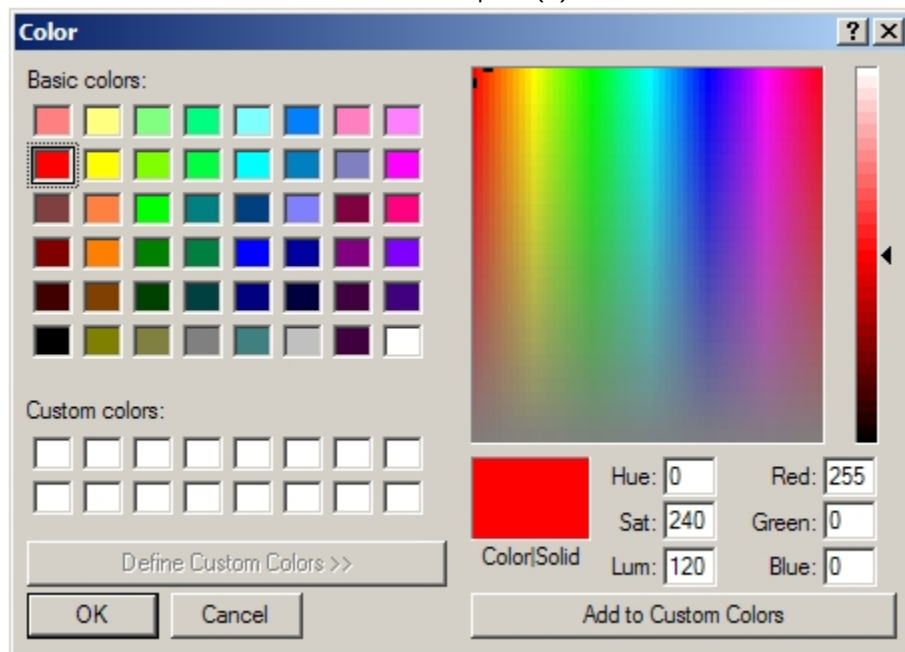 Color
Basic colors:
Custom colors:
Define Custom Colors >>
OK Cancel
Color|Solid
Hue: 0 Red: 255
Sat: 240 Green: 0
Lum: 120 Blue: 0
Add to Custom Colors